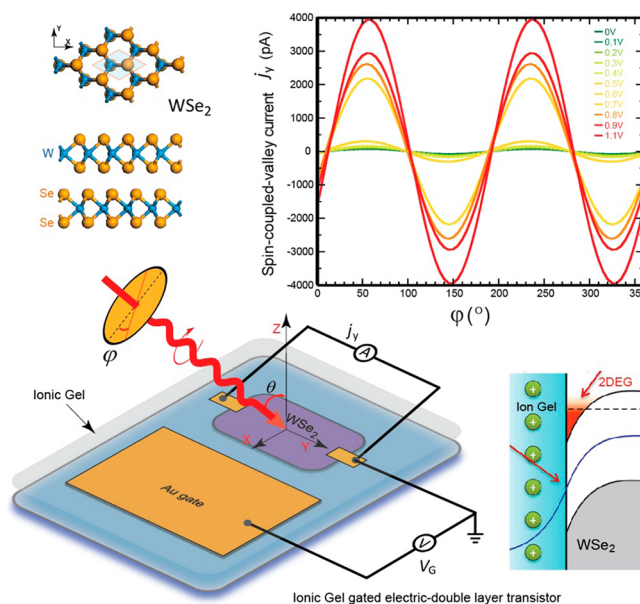 Y
X
WSe2
W
Se
Se
Spin-coupled-valley current jy (pA)
4000
3000
2000
1000
0
-1000
-2000
-3000
-4000
0V
0.1V
0.2V
0.3V
0.4V
0.5V
0.6V
0.7V
0.8V
0.9V
1.1V
0 50 100 150 200 250 300 350
φ(°)
φ
Ionic Gel
Z
θ
jy
A
WSe2
X
Y
Au gate
V
VG
2DEG
Ion Gel
+
+
+
+
+
+
WSe2
Ionic Gel gated electric-double layer transistor